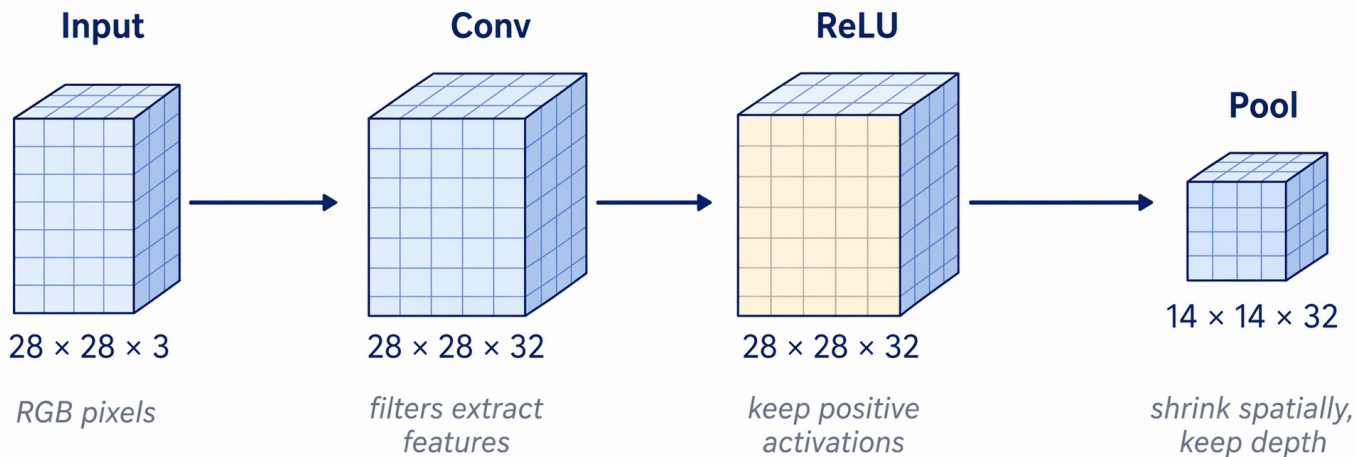 Input
28 × 28 × 3
RGB pixels
Conv
28 × 28 × 32
filters extract
features
ReLU
28 × 28 × 32
keep positive
activations
Pool
14 × 14 × 32
shrink spatially,
keep depth